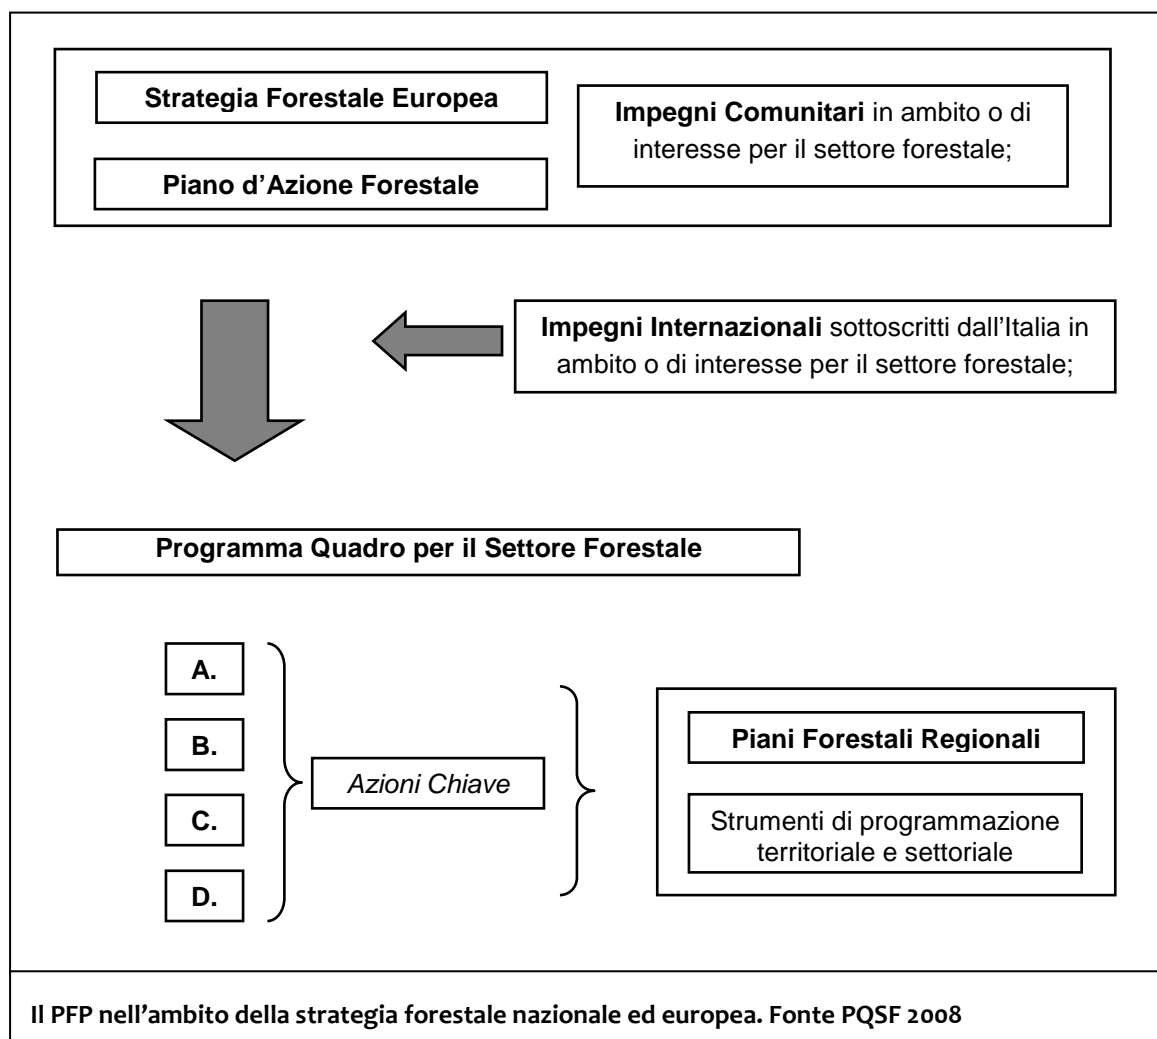 Strategia Forestale Europea
Piano d’Azione Forestale
Impegni Comunitari in ambito o di
interesse per il settore forestale;
Impegni Internazionali sottoscritti dall’Italia in
ambito o di interesse per il settore forestale;
Programma Quadro per il Settore Forestale
A.
B.
C.
D.
Azioni Chiave
Piani Forestali Regionali
Strumenti di programmazione
territoriale e settoriale
Il PFP nell’ambito della strategia forestale nazionale ed europea. Fonte PQSF 2008